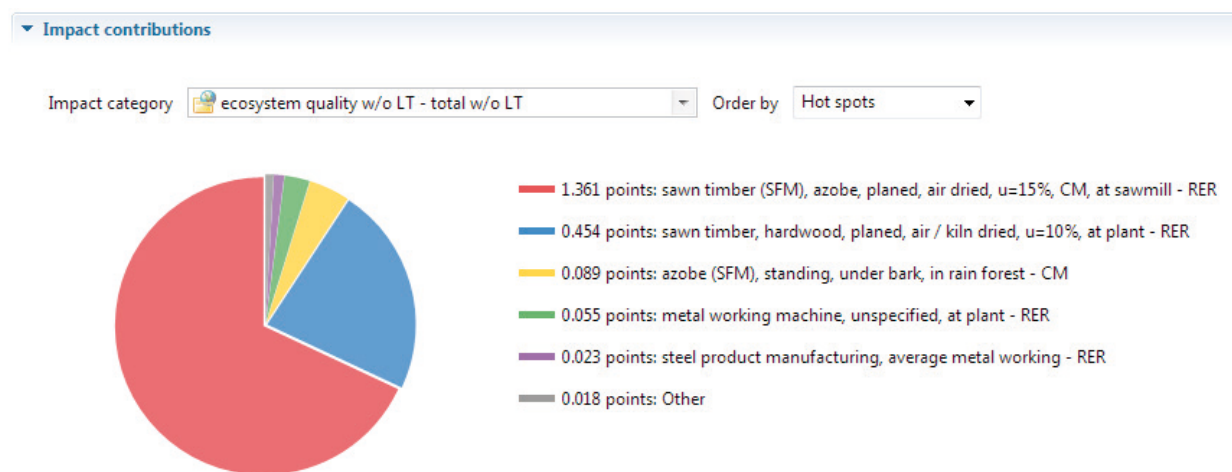 Impact contributions
Impact category ecosystem quality w/o LT - total w/o LT Order by Hot spots
1.361 points: sawn timber (SFM), azobe, planed, air dried, u=15%, CM, at sawmill - RER
0.454 points: sawn timber, hardwood, planed, air / kiln dried, u=10%, at plant - RER
0.089 points: azobe (SFM), standing, under bark, in rain forest - CM
0.055 points: metal working machine, unspecified, at plant - RER
0.023 points: steel product manufacturing, average metal working - RER
0.018 points: Other